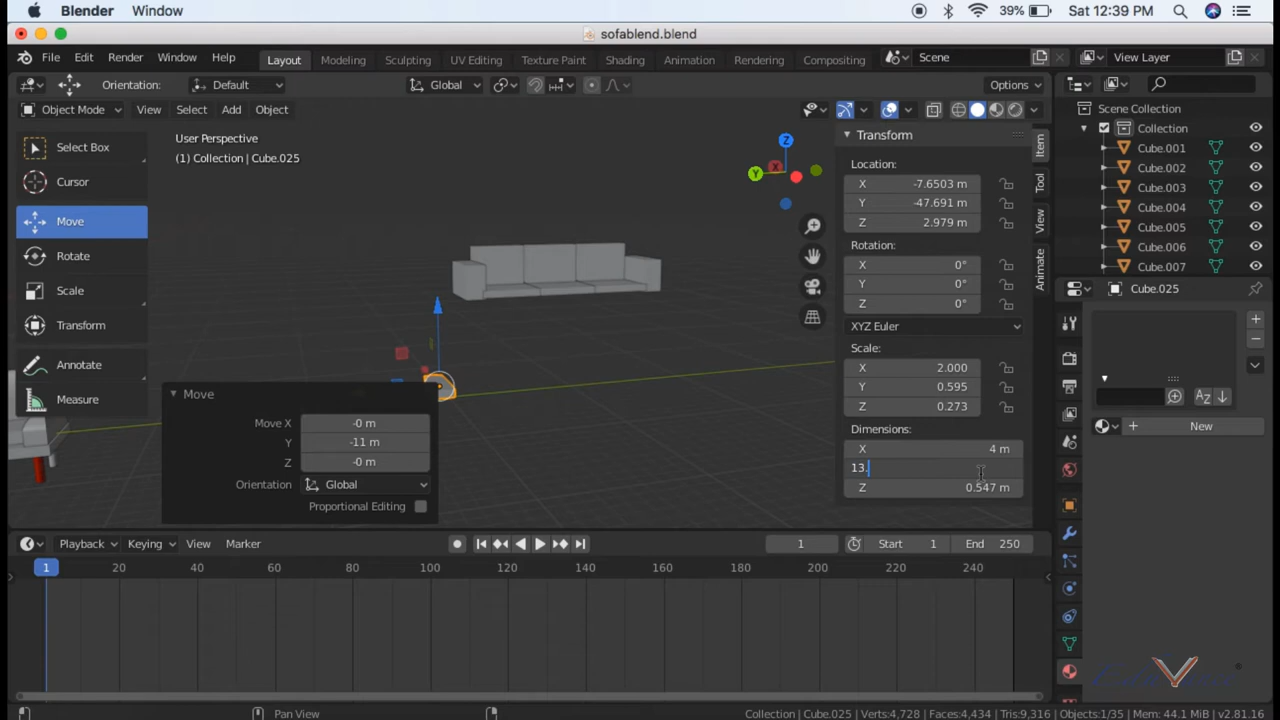 Blender Window 39% Sat 12:39 PM
sofablend.blend
File Edit Render Window Help Layout Modeling Sculpting UV Editing Texture Paint Shading Animation Rendering Compositing Scene View Layer
Orientation: Default Global Options
Object Mode View Select Add Object
User Perspective
(1) Collection | Cube.025
Select Box
Cursor
Move
Rotate
Scale
Transform
Annotate
Measure
Z
Y
X
Move
Move X -0 m
Y -11 m
Z -0 m
Orientation Global
Proportional Editing
Transform
Location:
X -7.6503 m
Y -47.691 m
Z 2.979 m
Rotation:
X 0°
Y 0°
Z 0°
XYZ Euler
Scale:
X 2.000
Y 0.595
Z 0.273
Dimensions:
X 4 m
13.
Z 0.547 m
Item
Tool
View
Animate
Scene Collection
Collection
Cube.001
Cube.002
Cube.003
Cube.004
Cube.005
Cube.006
Cube.007
Cube.025
New
Playback Keying View Marker 1 Start 1 End 250
1 20 40 60 80 100 120 140 160 180 200 220 240
Pan View Collection | Cube.025 | Verts:4,728 | Faces:4,434 | Tris:9,316 | Objects:1/35 | Mem: 44.1 MiB | v2.81.16